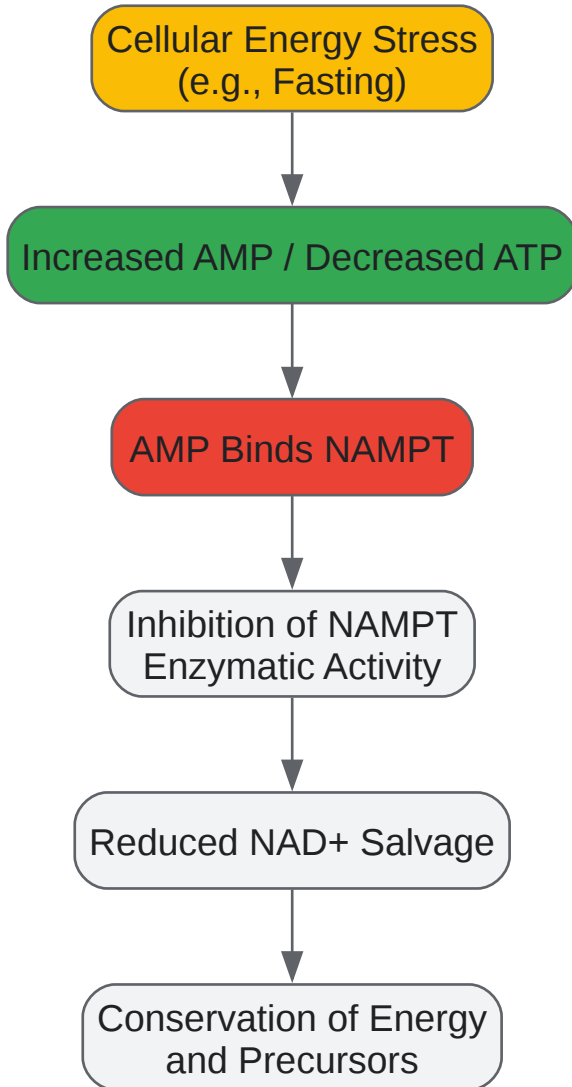 Cellular Energy Stress
(e.g., Fasting)
Increased AMP / Decreased ATP
AMP Binds NAMPT
Inhibition of NAMPT
Enzymatic Activity
Reduced NAD+ Salvage
Conservation of Energy
and Precursors